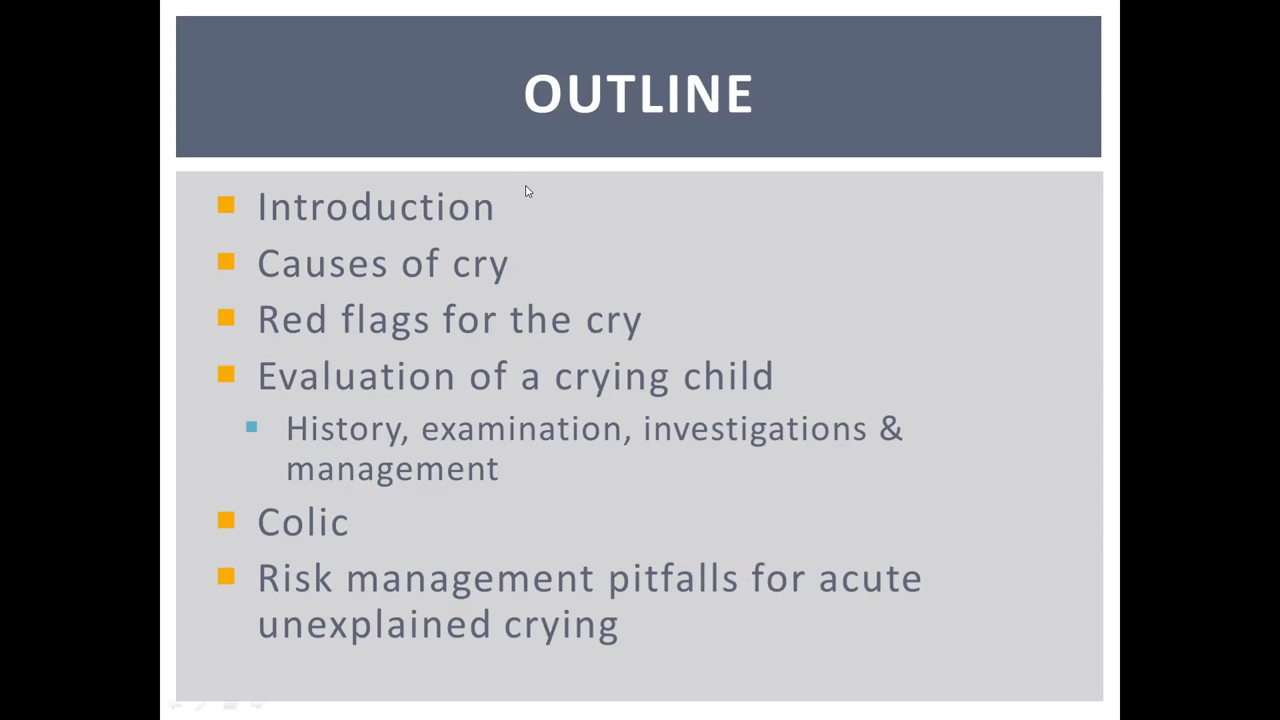 OUTLINE
Introduction
Causes of cry
Red flags for the cry
Evaluation of a crying child
History, examination, investigations &
management
Colic
Risk management pitfalls for acute
unexplained crying